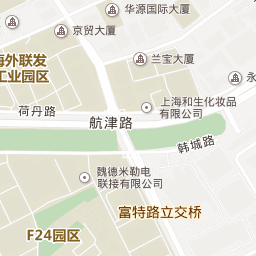 华源国际大厦
京贸大厦
海外联发
工业园区
兰宝大厦
永
上海和生化妆品
有限公司
荷丹路
航津路
韩城路
魏德米勒电
联接有限公司
富特路立交桥
F24园区